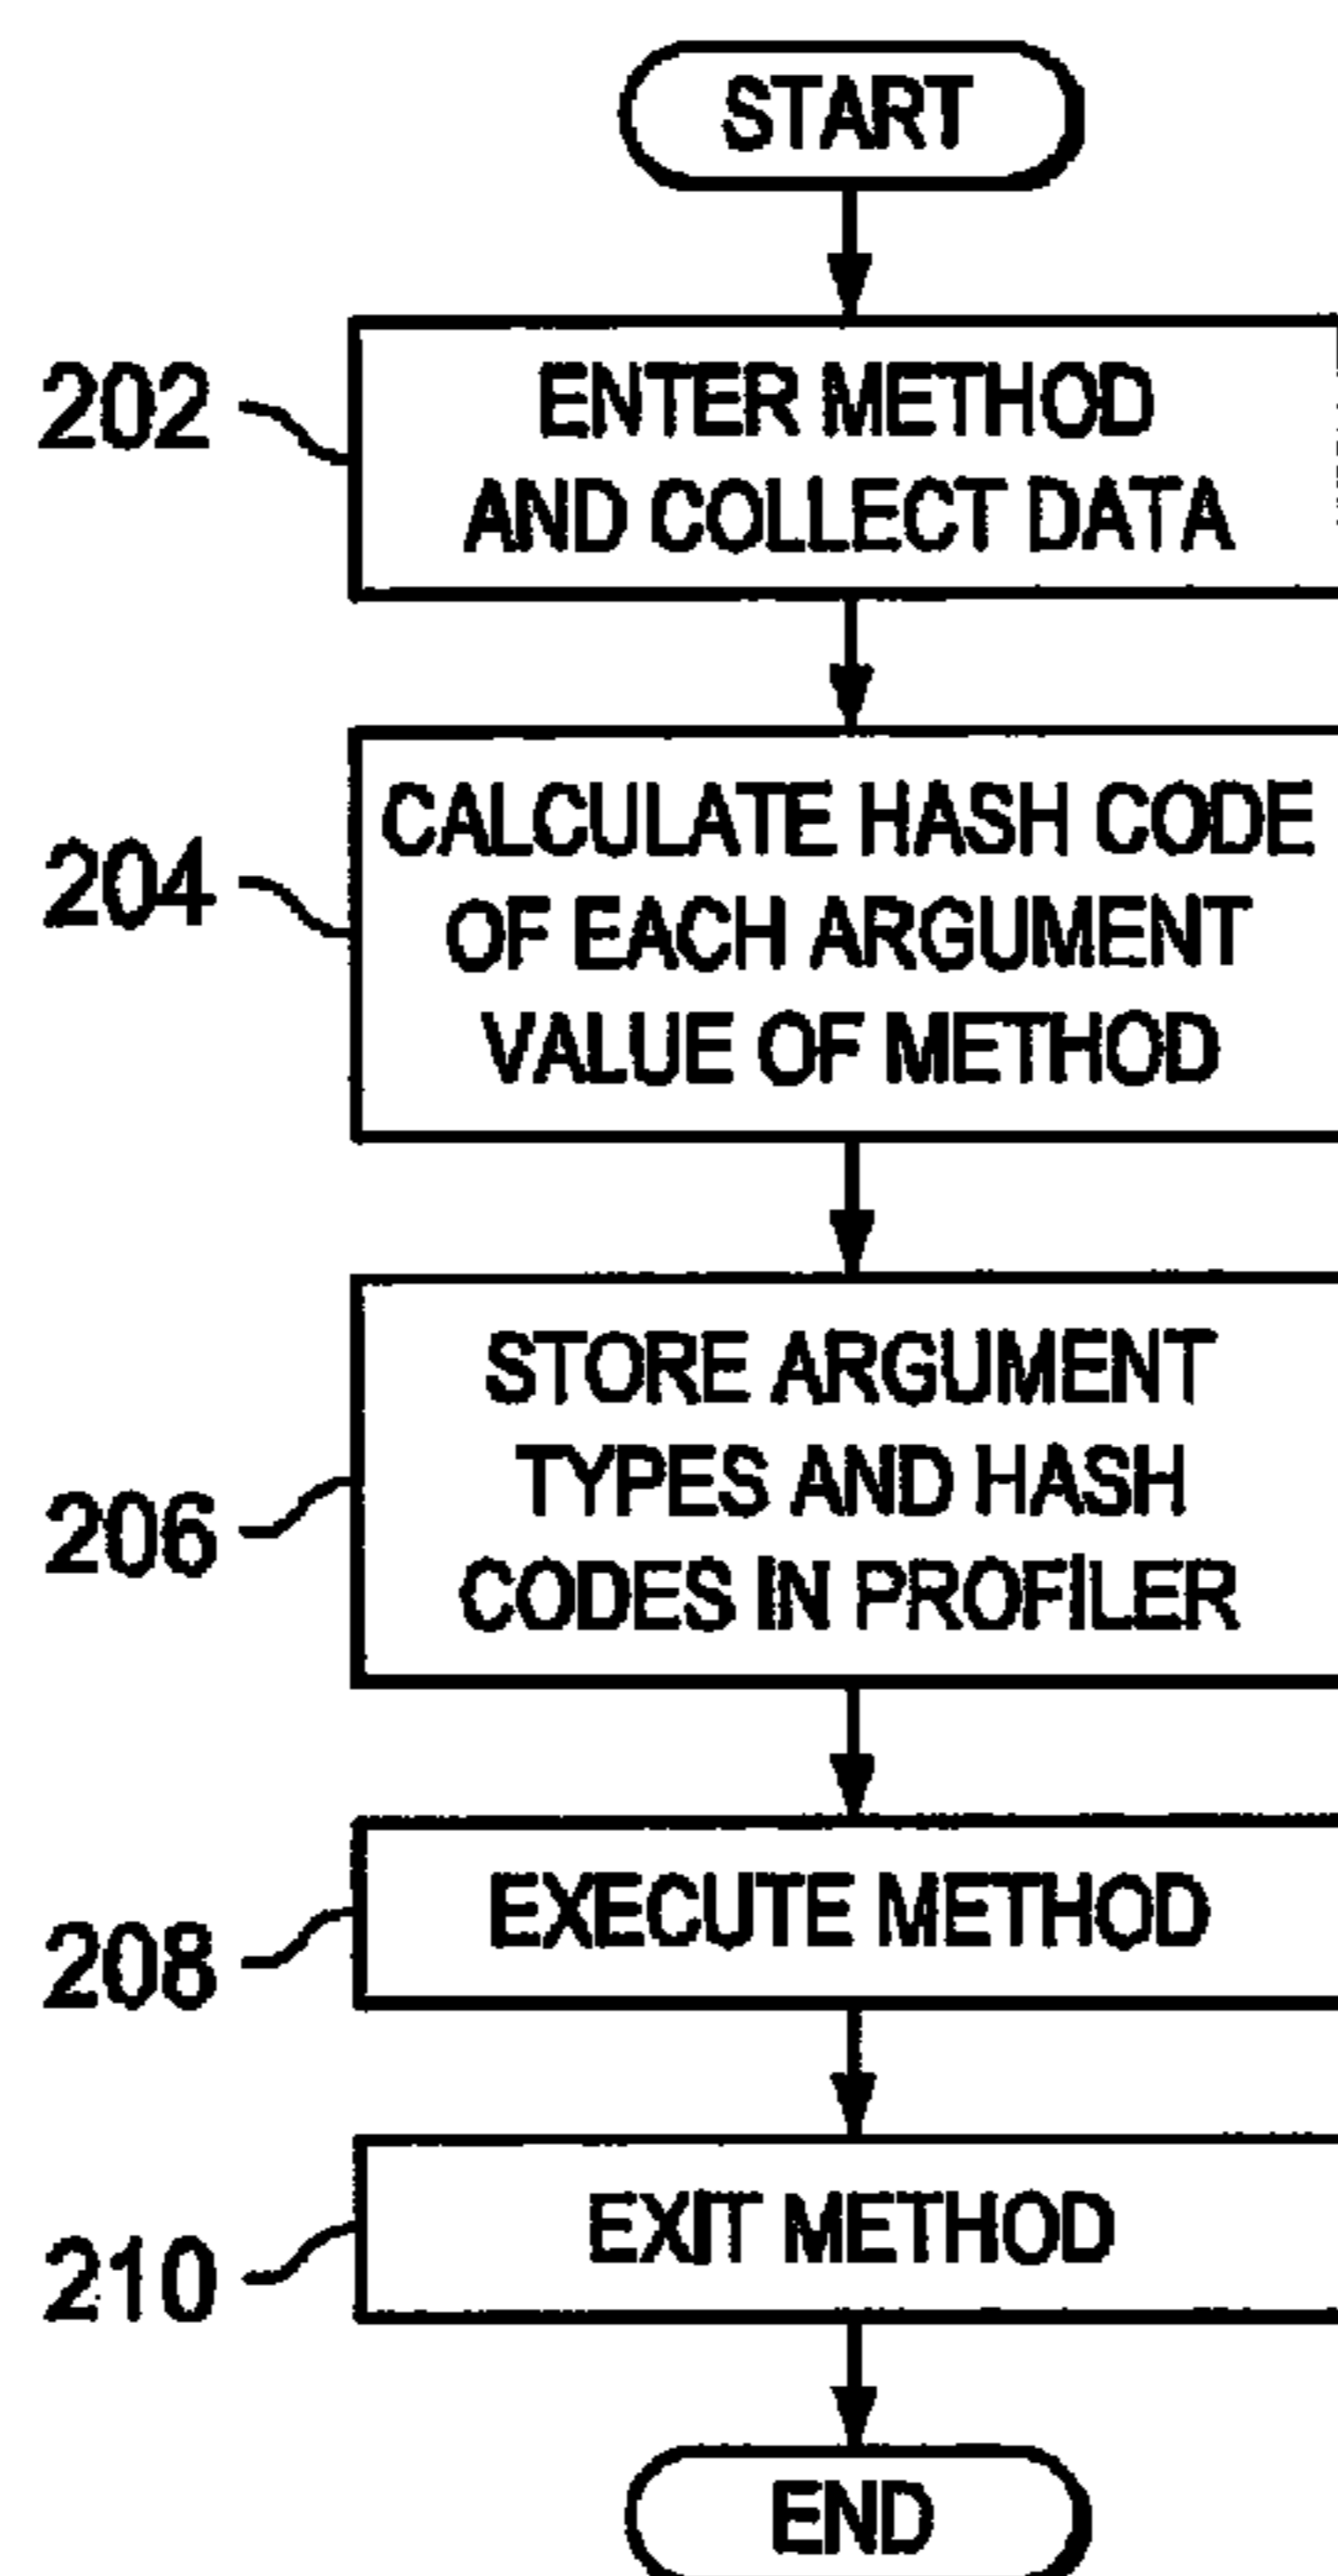 START
202
ENTER METHOD
AND COLLECT DATA
204
CALCULATE HASH CODE
OF EACH ARGUMENT
VALUE OF METHOD
206
STORE ARGUMENT
TYPES AND HASH
CODES IN PROFILER
208
EXECUTE METHOD
210
EXIT METHOD
END